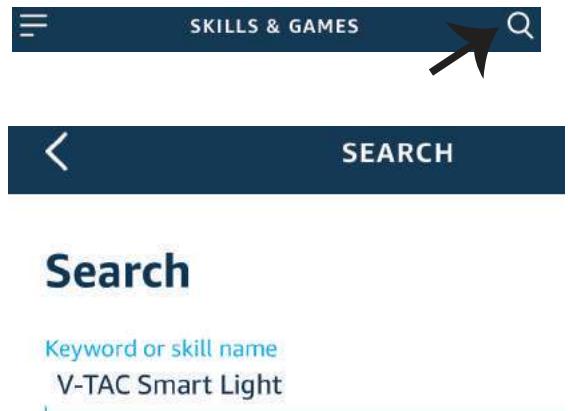 SKILLS & GAMES
SEARCH
Search
Keyword or skill name
V-TAC Smart Light